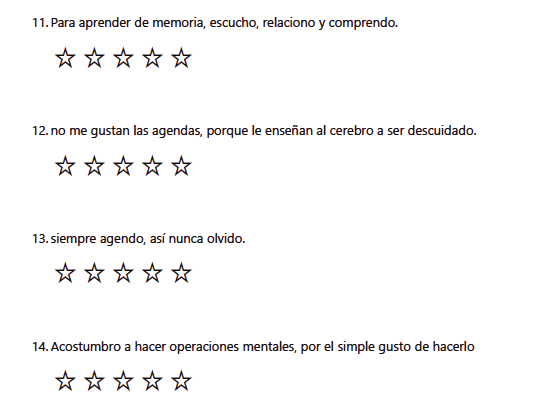 11. Para aprender de memoria, escucho, relaciono y comprendo.
☆ ☆ ☆ ☆ ☆
12. no me gustan las agendas, porque le enseñan al cerebro a ser descuidado.
☆ ☆ ☆ ☆ ☆
13. siempre agendo, así nunca olvido.
☆ ☆ ☆ ☆ ☆
14. Acostumbro a hacer operaciones mentales, por el simple gusto de hacerlo
☆ ☆ ☆ ☆ ☆